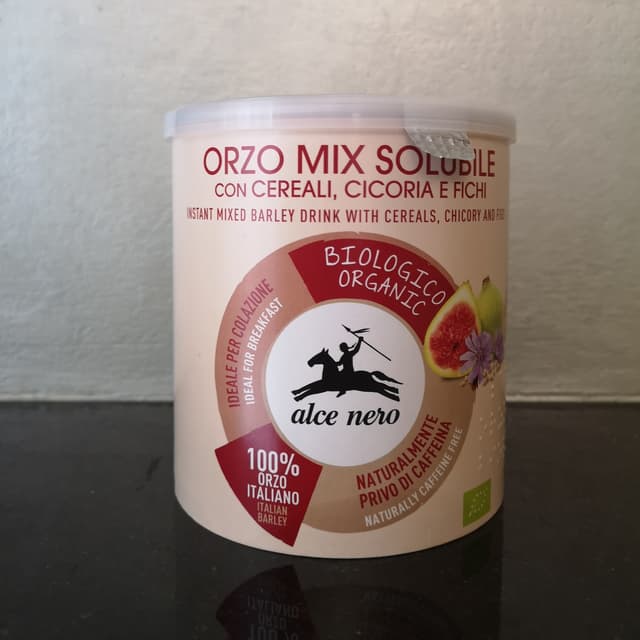 ORZO MIX SOLUBILE
CON CEREALI, CICORIA E FICHI
INSTANT MIXED BARLEY DRINK WITH CEREALS, CHICORY AND
BIOLOGICO
ORGANIC
IDEALE PER COLAZIONE
IDEAL FOR BREAKFAST
alce nero
100%
ORZO
ITALIANO
ITALIAN
BARLEY
NATURALMENTE
PRIVO DI CAFFEINA
NATURALLY CAFFEINE FREE